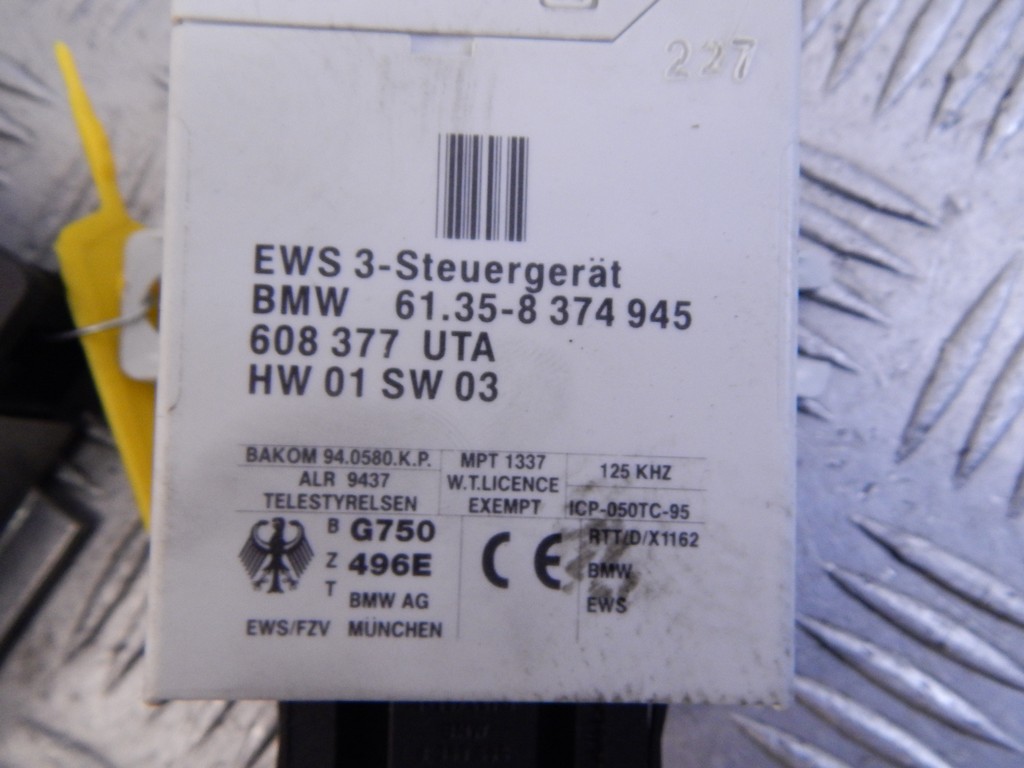 227
EWS 3-Steuergerät
BMW 61.35-8 374 945
608 377 UTA
HW 01 SW 03
BAKOM 94.0580.K.P.
ALR 9437
TELESTYRELSEN
MPT 1337
W.T.LICENCE
EXEMPT
125 KHZ
ICP-050TC-95
B G750
Z 496E
T BMW AG
EWS/FZV MÜNCHEN
CE
RTT/D/X1162
BMW
EWS